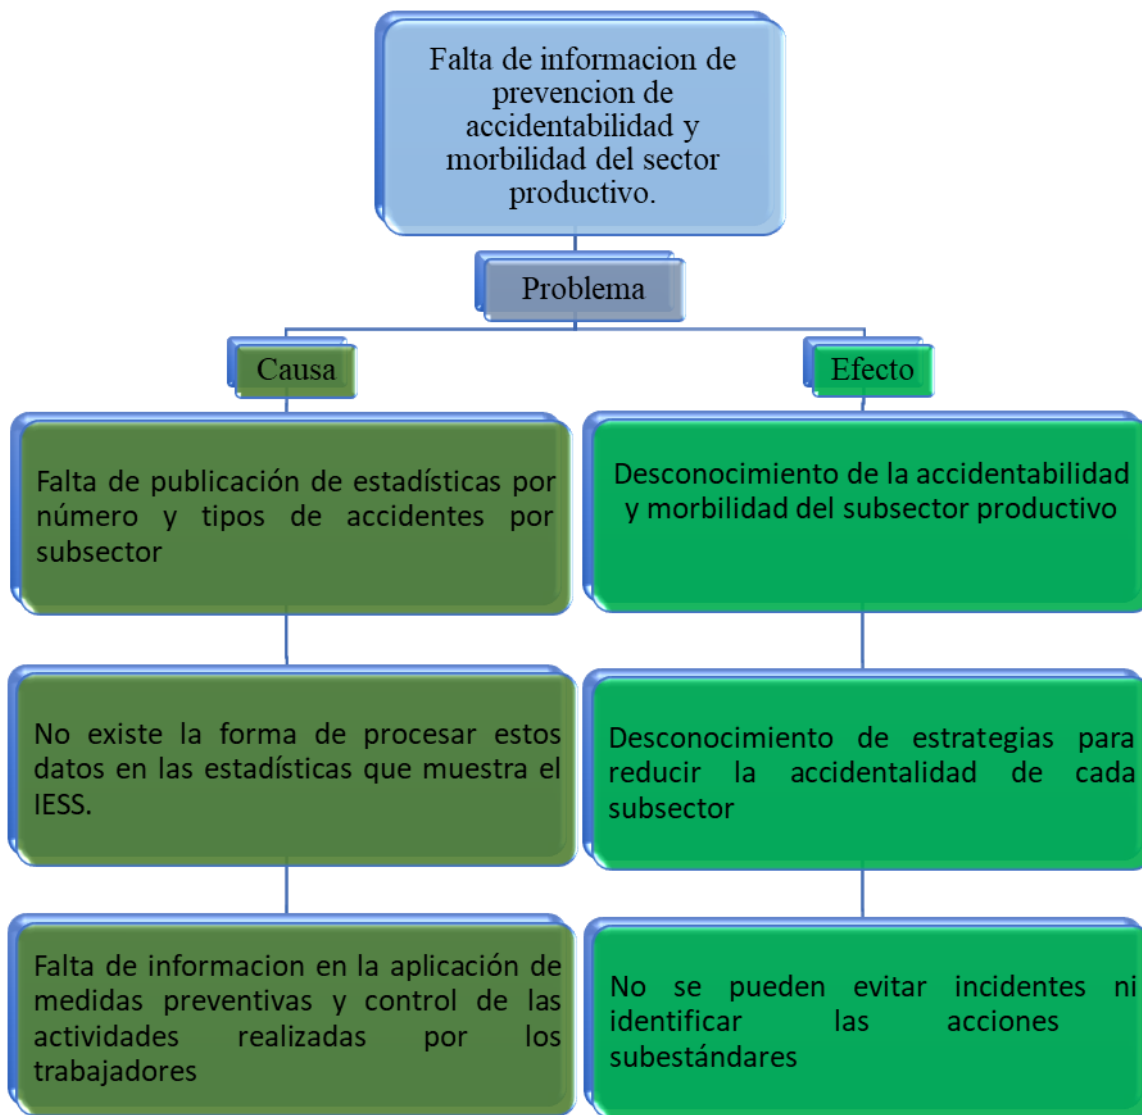 Falta de informacion de
prevencion de
accidentabilidad y
morbilidad del sector
productivo.
Problema
Causa
Efecto
Falta de publicación de estadísticas por
número y tipos de accidentes por
subsector
Desconocimiento de la accidentabilidad
y morbilidad del subsector productivo
No existe la forma de procesar estos
datos en las estadísticas que muestra el
IESS.
Desconocimiento de estrategias para
reducir la accidentalidad de cada
subsector
Falta de informacion en la aplicación de
medidas preventivas y control de las
actividades realizadas por los
trabajadores
No se pueden evitar incidentes ni
identificar las acciones
subestándares